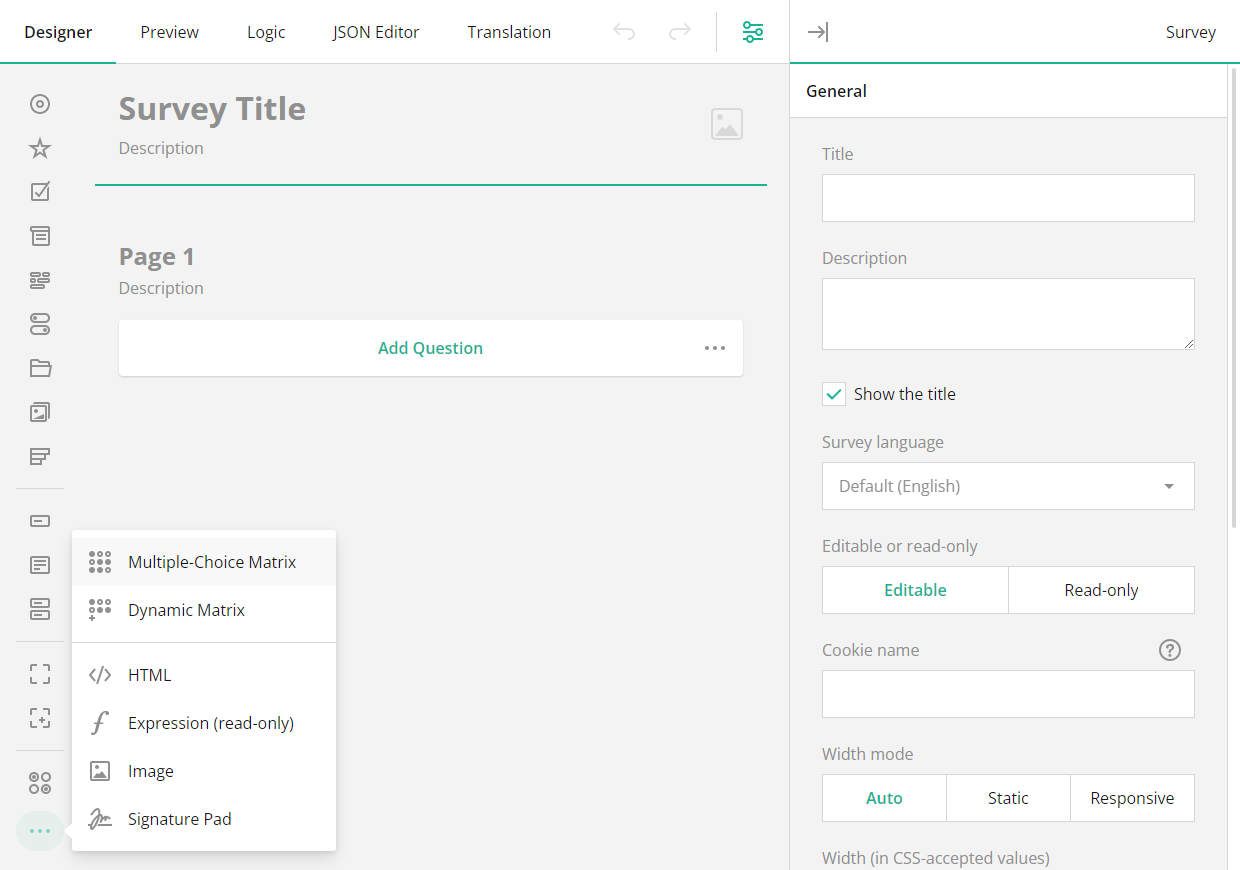 Designer
Preview
Logic
JSON Editor
Translation
Survey
Survey Title
Description
Page 1
Description
Add Question
Multiple-Choice Matrix
Dynamic Matrix
HTML
Expression (read-only)
Image
Signature Pad
General
Title
Description
Show the title
Survey language
Default (English)
Editable or read-only
Editable
Read-only
Cookie name
Width mode
Auto
Static
Responsive
Width (in CSS-accepted values)